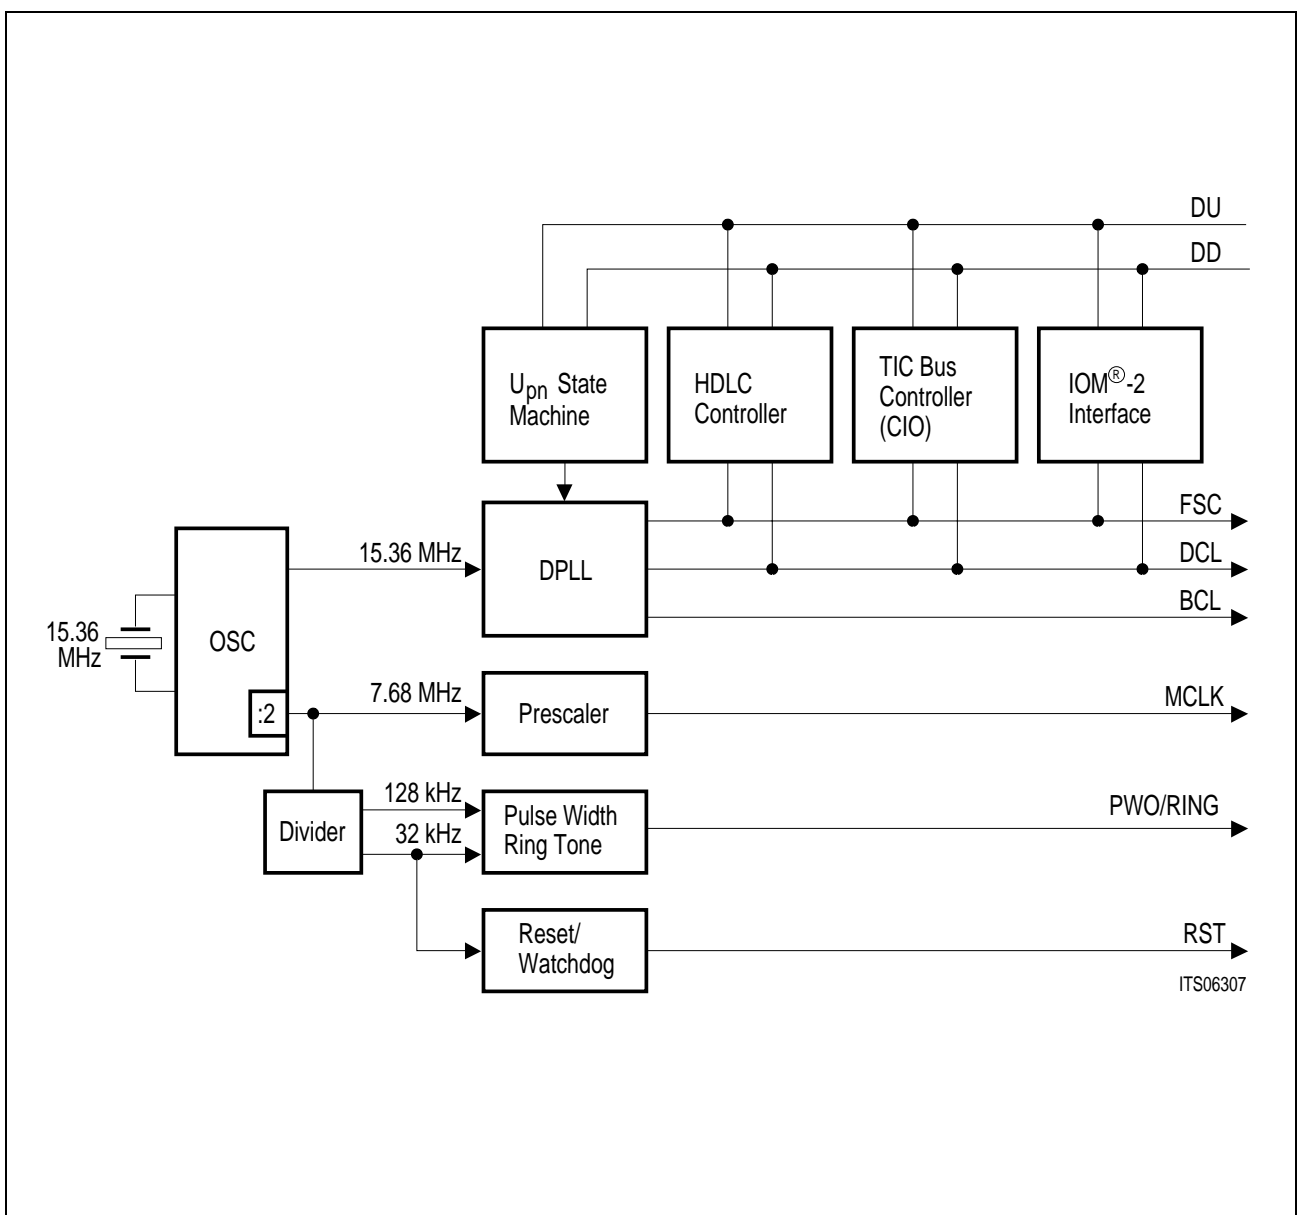 DU
DD
Upn State
Machine
HDLC
Controller
TIC Bus
Controller
(CIO)
IOM®-2
Interface
FSC
15.36 MHz
DPLL
DCL
BCL
15.36
MHz
OSC
:2
7.68 MHz
Prescaler
MCLK
Divider
128 kHz
32 kHz
Pulse Width
Ring Tone
PWO/RING
Reset/
Watchdog
RST
ITS06307